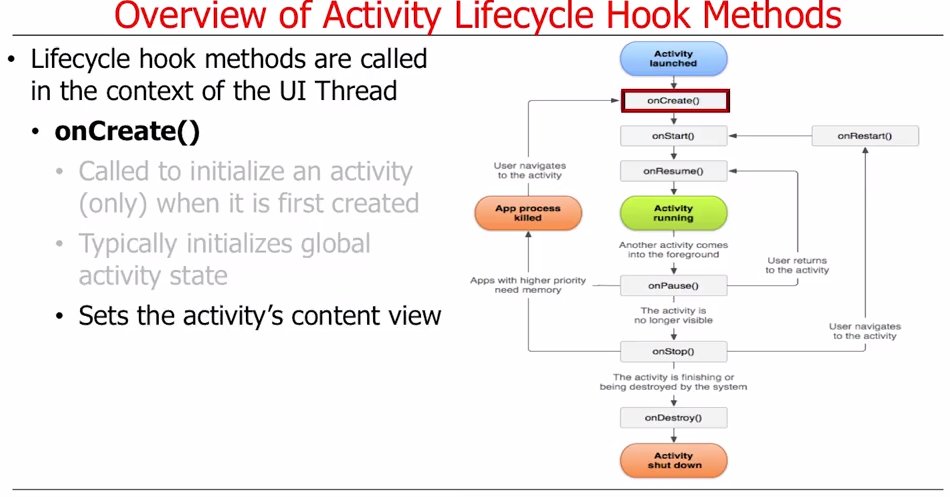 Overview of Activity Lifecycle Hook Methods
• Lifecycle hook methods are called
in the context of the UI Thread
• onCreate()
• Called to initialize an activity
(only) when it is first created
• Typically initializes global
activity state
• Sets the activity's content view
Activity
launched
onCreate()
onStart()
onRestart()
onResume()
User navigates
to the activity
App process
killed
Activity
running
Another activity comes
into the foreground
User returns
to the activity
Apps with higher priority
need memory
onPause()
The activity is
no longer visible
User navigates
to the activity
onStop()
The activity is finishing or
being destroyed by the system
onDestroy()
Activity
shut down